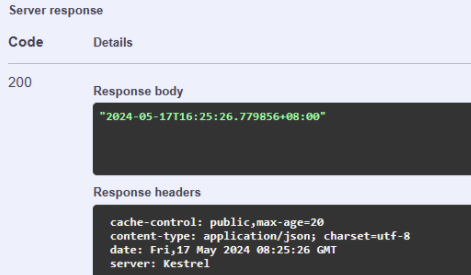 Server response
Code Details
200
Response body
"2024-05-17T16:25:26.779856+08:00"
Response headers
cache-control: public,max-age=20
content-type: application/json; charset=utf-8
date: Fri,17 May 2024 08:25:26 GMT
server: Kestrel